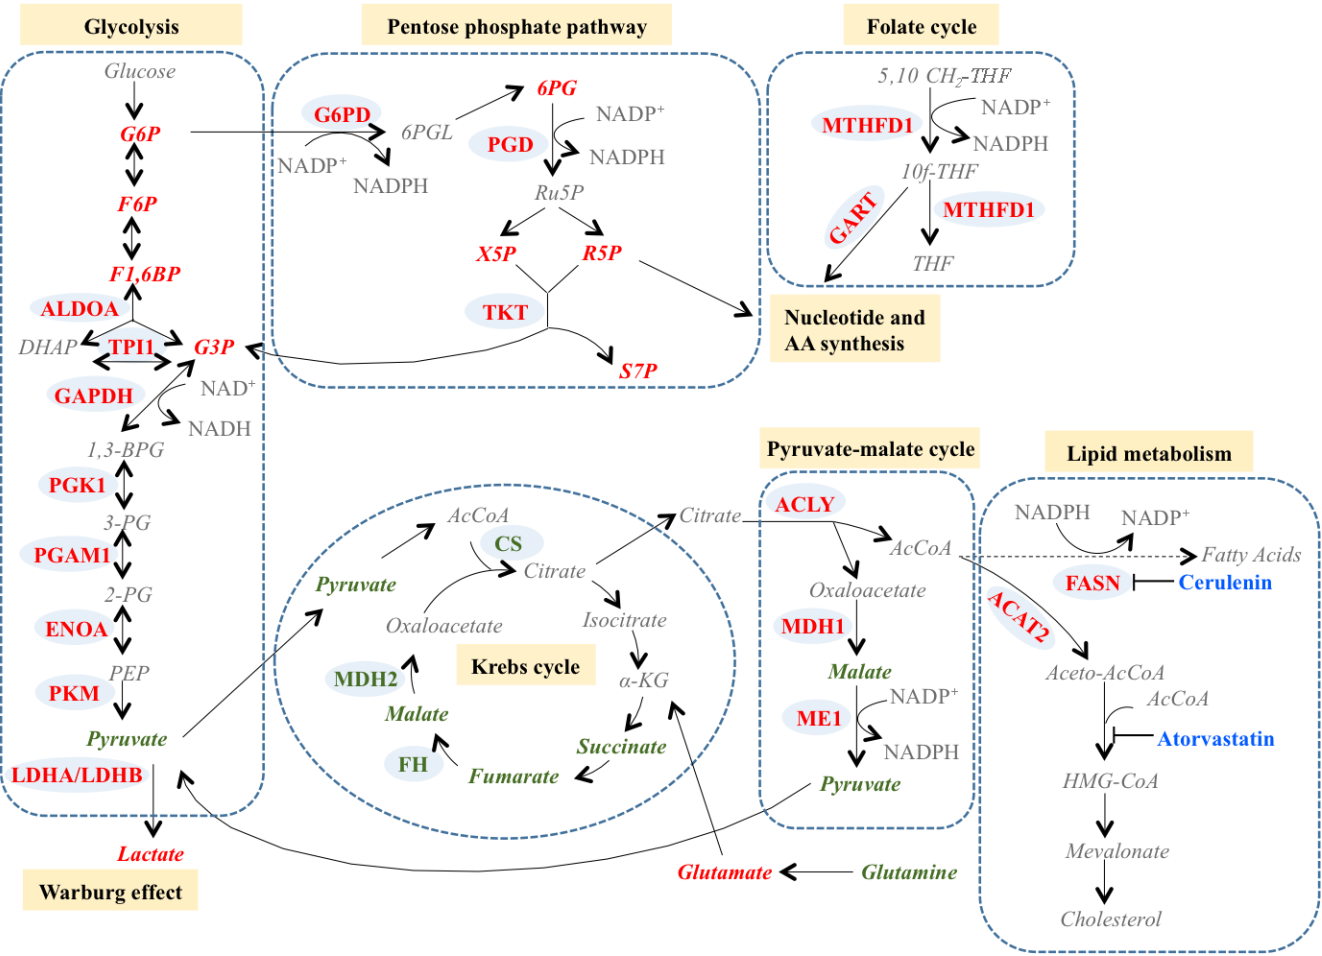 Glycolysis
Glucose
G6P
F6P
F1,6BP
ALDOA
DHAP
TPI1
G3P
GAPDH
NAD+
NADH
1,3-BPG
PGK1
3-PG
PGAM1
2-PG
ENOA
PEP
PKM
Pyruvate
LDHA/LDHB
Lactate
Warburg effect
Pentose phosphate pathway
G6PD
NADP+
NADPH
6PGL
6PG
PGD
NADP+
NADPH
Ru5P
X5P
R5P
TKT
S7P
Folate cycle
5,10 CH2-THF
MTHFD1
NADP+
NADPH
10f-THF
GART
MTHFD1
THF
Nucleotide and
AA synthesis
Krebs cycle
AcCoA
CS
Pyruvate
Citrate
Oxaloacetate
Isocitrate
MDH2
α-KG
Malate
Succinate
FH
Fumarate
Glutamate
Glutamine
Pyruvate-malate cycle
Citrate
ACLY
AcCoA
Oxaloacetate
MDH1
Malate
ME1
NADP+
NADPH
Pyruvate
Lipid metabolism
NADPH
NADP+
Fatty Acids
FASN
Cerulenin
ACAT2
Aceto-AcCoA
AcCoA
Atorvastatin
HMG-CoA
Mevalonate
Cholesterol